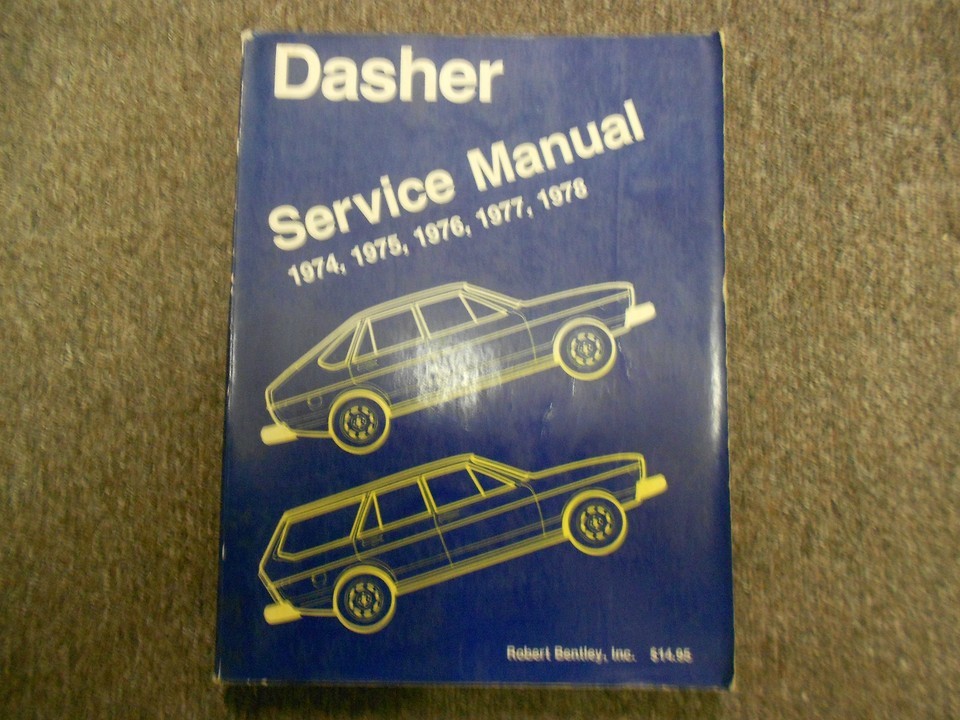 Dasher
Service Manual
1974, 1975, 1976, 1977, 1978
Robert Bentley, Inc. $14.95